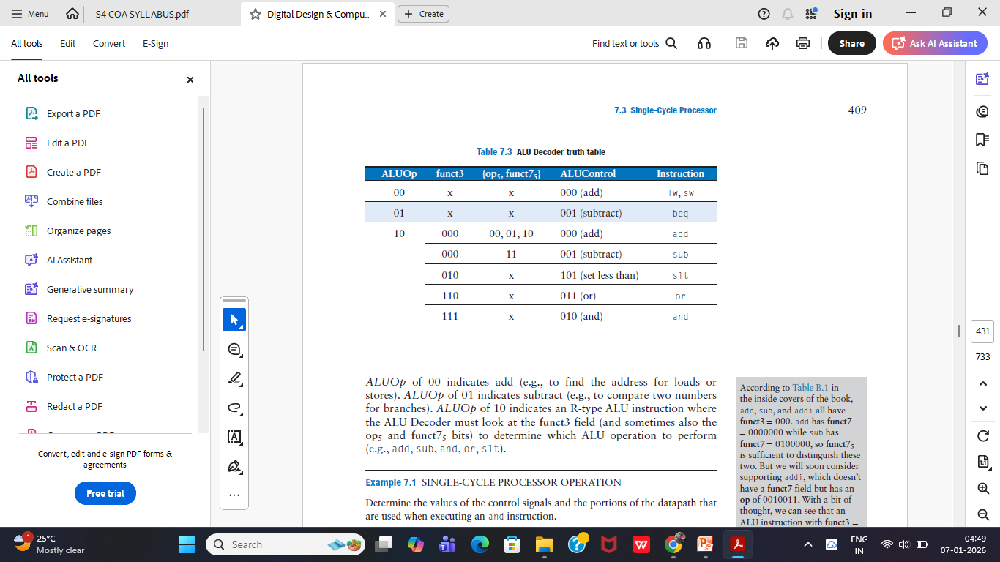 Menu
S4 COA SYLLABUS.pdf
Digital Design & Compu...
Create
Sign in
All tools
Edit
Convert
E-Sign
Find text or tools
Share
Ask AI Assistant
All tools
Export a PDF
Edit a PDF
Create a PDF
Combine files
Organize pages
AI Assistant
Generative summary
Request e-signatures
Scan & OCR
Protect a PDF
Redact a PDF
Convert, edit and e-sign PDF forms &
agreements
Free trial
7.3 Single-Cycle Processor 409
Table 7.3 ALU Decoder truth table
ALUOp funct3 {op5, funct75} ALUControl Instruction
00 x x 000 (add) lw, sw
01 x x 001 (subtract) beq
10 000 00, 01, 10 000 (add) add
000 11 001 (subtract) sub
010 x 101 (set less than) slt
110 x 011 (or) or
111 x 010 (and) and
ALUOp of 00 indicates add (e.g., to find the address for loads or
stores). ALUOp of 01 indicates subtract (e.g., to compare two numbers
for branches). ALUOp of 10 indicates an R-type ALU instruction where
the ALU Decoder must look at the funct3 field (and sometimes also the
op5 and funct75 bits) to determine which ALU operation to perform
(e.g., add, sub, and, or, slt).
Example 7.1 SINGLE-CYCLE PROCESSOR OPERATION
Determine the values of the control signals and the portions of the datapath that
are used when executing an and instruction.
According to Table B.1 in
the inside covers of the book,
add, sub, and addi all have
funct3 = 000. add has funct7
= 0000000 while sub has
funct7 = 0100000, so funct75
is sufficient to distinguish these
two. But we will soon consider
supporting addi, which doesn't
have a funct7 field but has an
op of 0010011. With a bit of
thought, we can see that an
ALU instruction with funct3 =
431
733
1
25°C
Mostly clear
Search
ENG
IN
04:49
07-01-2026